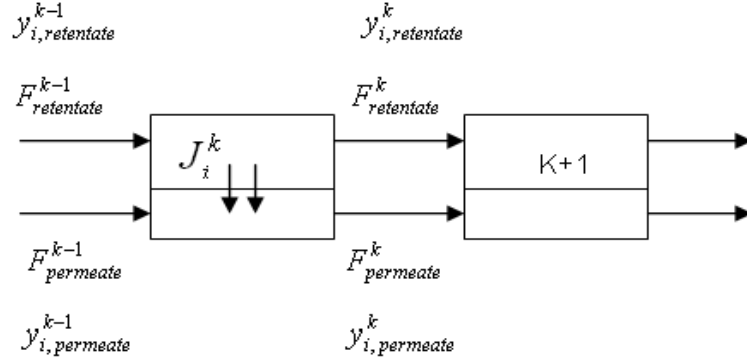 y_{i,retentate}^{k-1} y_{i,retentate}^{k}
F_{retentate}^{k-1} F_{retentate}^{k}
J_{i}^{k} K+1
F_{permeate}^{k-1} F_{permeate}^{k}
y_{i,permeate}^{k-1} y_{i,permeate}^{k}